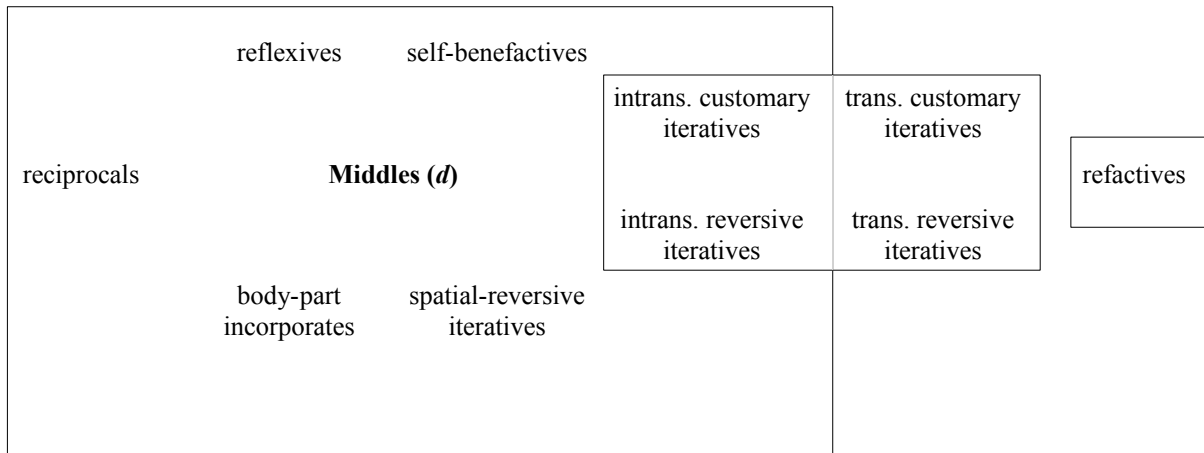 reflexives self-benefactives
intrans. customary trans. customary
iteratives iteratives
reciprocals Middles (d) refactives
intrans. reversive trans. reversive
iteratives iteratives
body-part spatial-reversive
incorporates iteratives